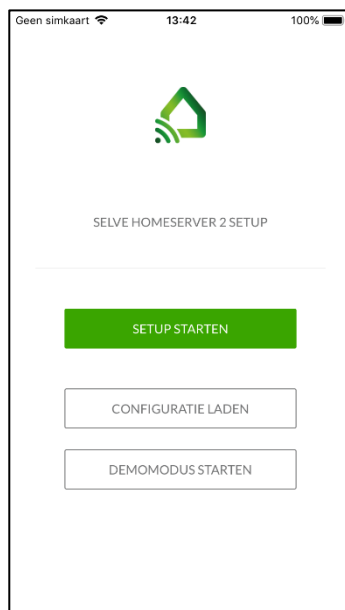 Geen simkaart 13:42 100%
SELVE HOMESERVER 2 SETUP
SETUP STARTEN
CONFIGURATIE LADEN
DEMOMODUS STARTEN